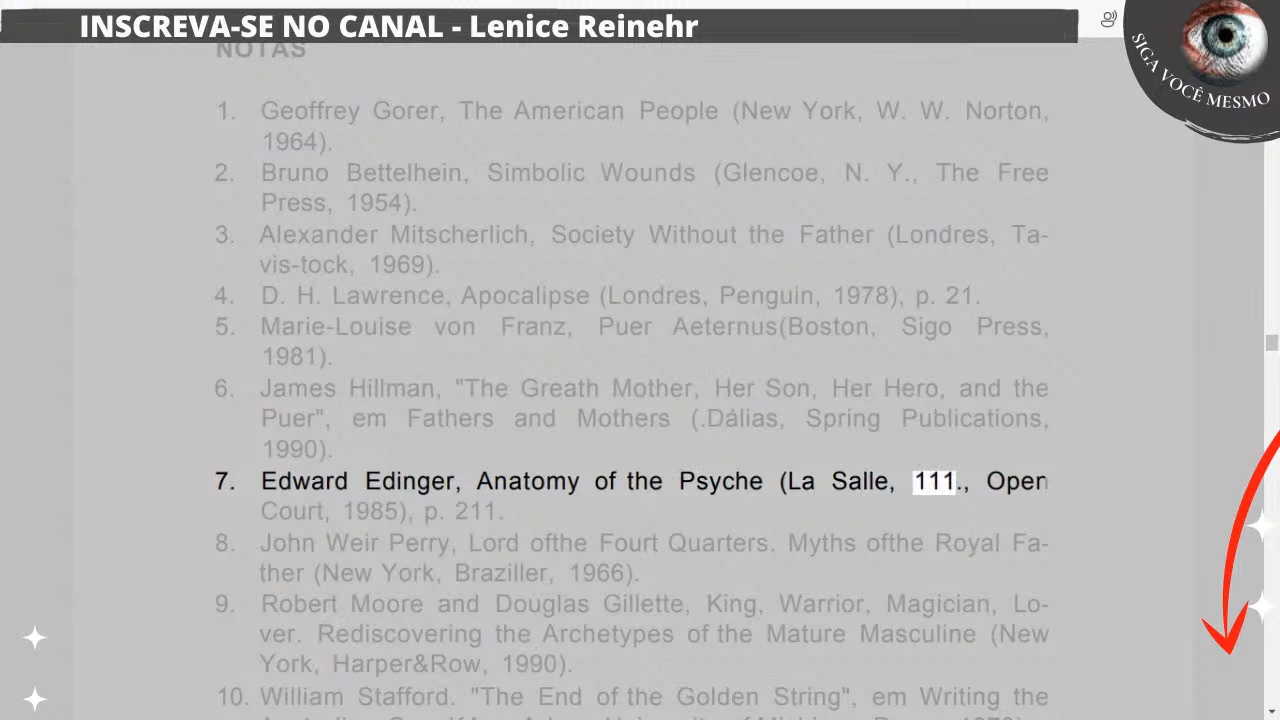 INSCREVA-SE NO CANAL - Lenice Reinehr
SIGA VOCÊ MESMO
NOTAS
1. Geoffrey Gorer, The American People (New York, W. W. Norton,
1964).
2. Bruno Bettelhein, Simbolic Wounds (Glencoe, N. Y., The Free
Press, 1954).
3. Alexander Mitscherlich, Society Without the Father (Londres, Ta-
vis-tock, 1969).
4. D. H. Lawrence, Apocalipse (Londres, Penguin, 1978), p. 21.
5. Marie-Louise von Franz, Puer Aeternus(Boston, Sigo Press,
1981).
6. James Hillman, "The Greath Mother, Her Son, Her Hero, and the
Puer", em Fathers and Mothers (.Dálias, Spring Publications,
1990).
7. Edward Edinger, Anatomy of the Psyche (La Salle, 111., Open
Court, 1985), p. 211.
8. John Weir Perry, Lord ofthe Fourt Quarters. Myths ofthe Royal Fa-
ther (New York, Braziller, 1966).
9. Robert Moore and Douglas Gillette, King, Warrior, Magician, Lo-
ver. Rediscovering the Archetypes of the Mature Masculine (New
York, Harper&Row, 1990).
10. William Stafford. "The End of the Golden String", em Writing the